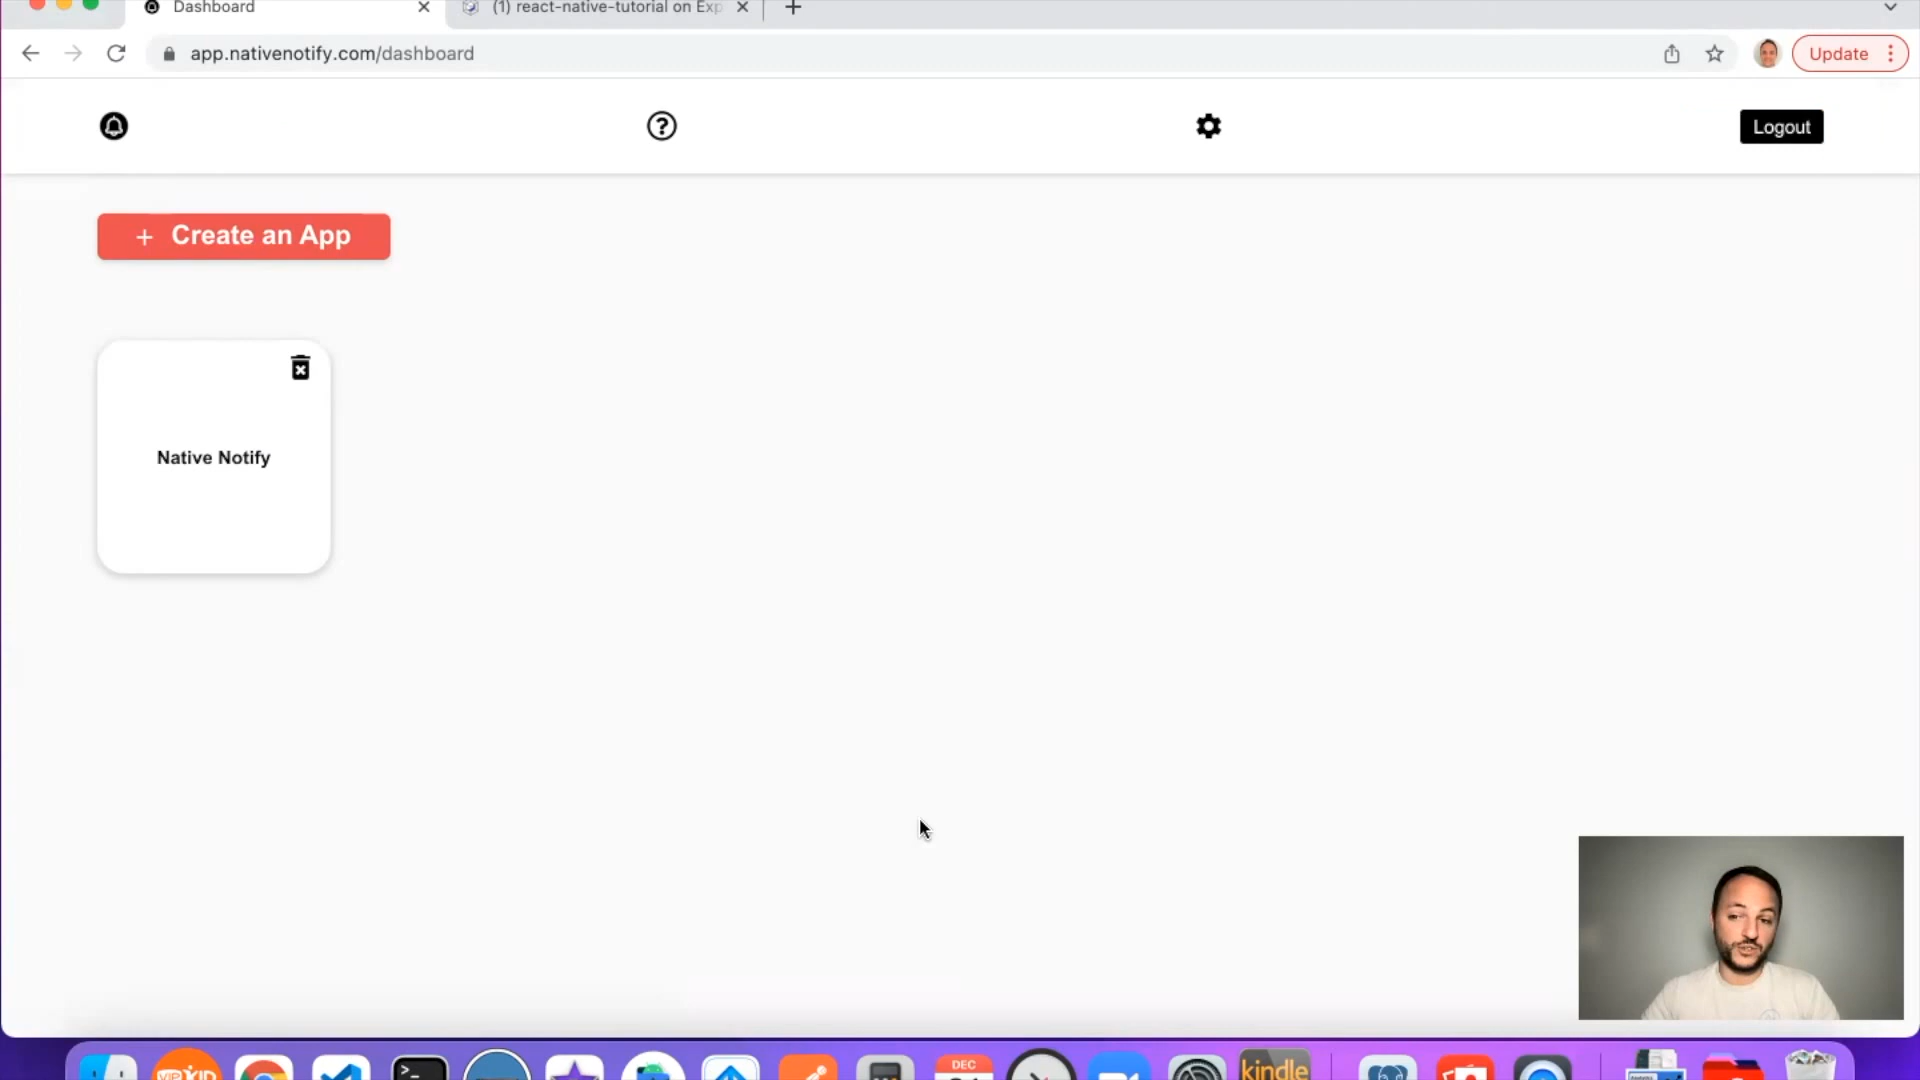 Dashboard
(1) react-native-tutorial on Exp
app.nativenotify.com/dashboard
Update
Logout
+ Create an App
Native Notify
VIPKID
DEC
kindle